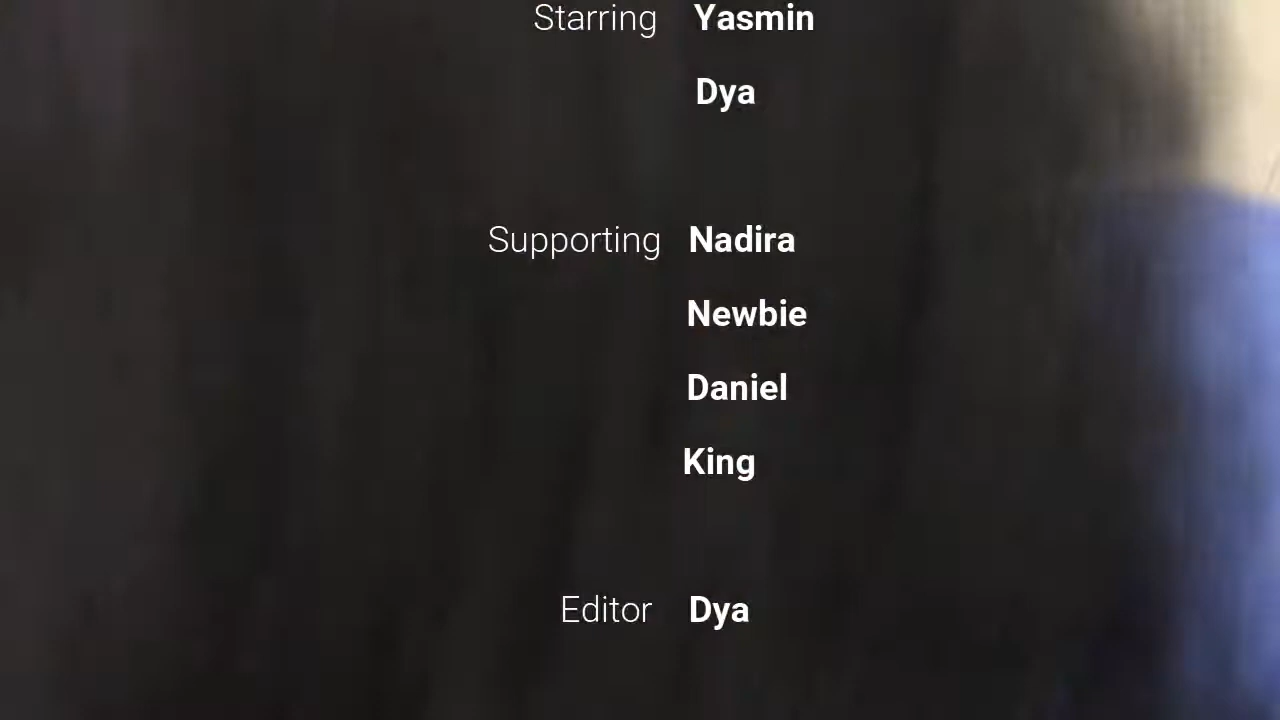 Starring Yasmin
Dya
Supporting Nadira
Newbie
Daniel
King
Editor Dya